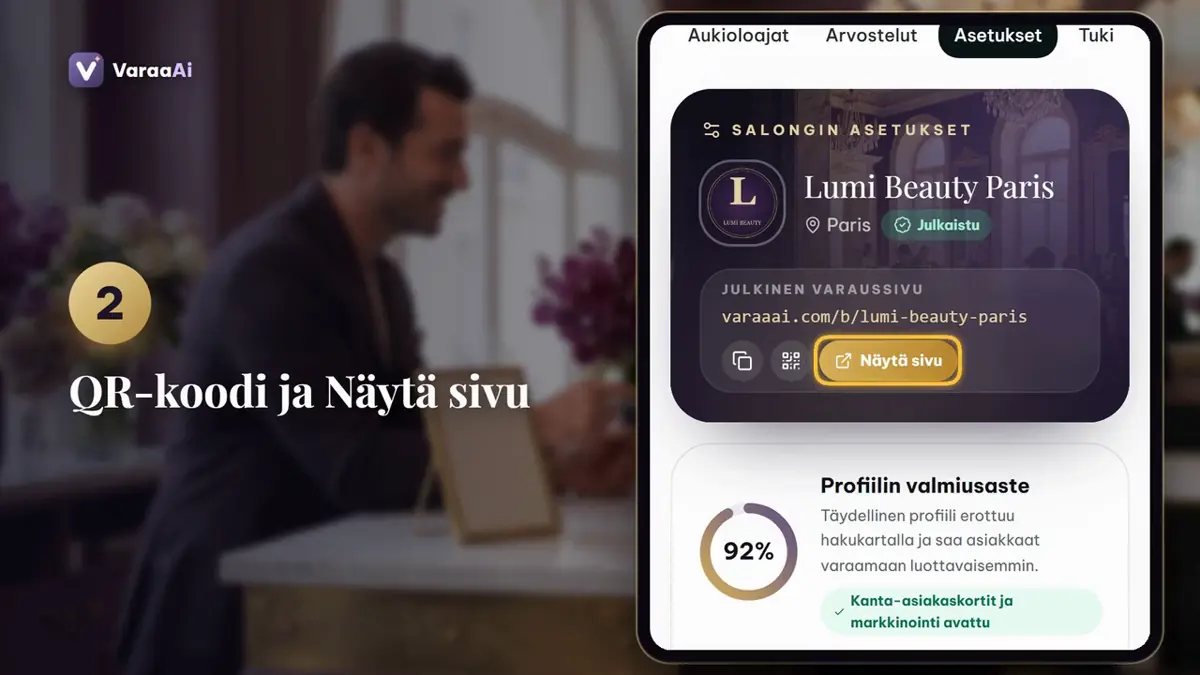 VaraaAi
2
QR-koodi ja Näytä sivu
Aukioloajat
Arvostelut
Asetukset
Tuki
SALONGIN ASETUKSET
L
LUMI BEAUTY
Lumi Beauty Paris
Paris
Julkaistu
JULKINEN VARAUSSIVU
varaaai.com/b/lumi-beauty-paris
Näytä sivu
92%
Profiilin valmiusaste
Täydellinen profiili erottuu
hakukartalla ja saa asiakkaat
varaamaan luottavaisemmin.
Kanta-asiakaskortit ja
markkinointi avattu